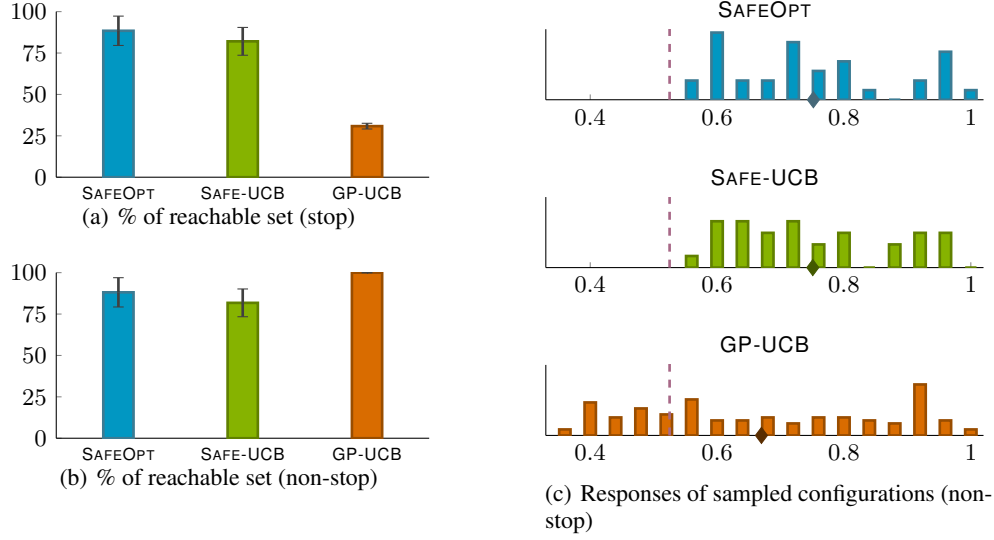 100
75
50
25
0
SAFEOPT SAFE-UCB GP-UCB
(a) % of reachable set (stop)
100
75
50
25
0
SAFEOPT SAFE-UCB GP-UCB
(b) % of reachable set (non-stop)
SAFEOPT
0.4 0.6 0.8 1
SAFE-UCB
0.4 0.6 0.8 1
GP-UCB
0.4 0.6 0.8 1
(c) Responses of sampled configurations (non-
stop)